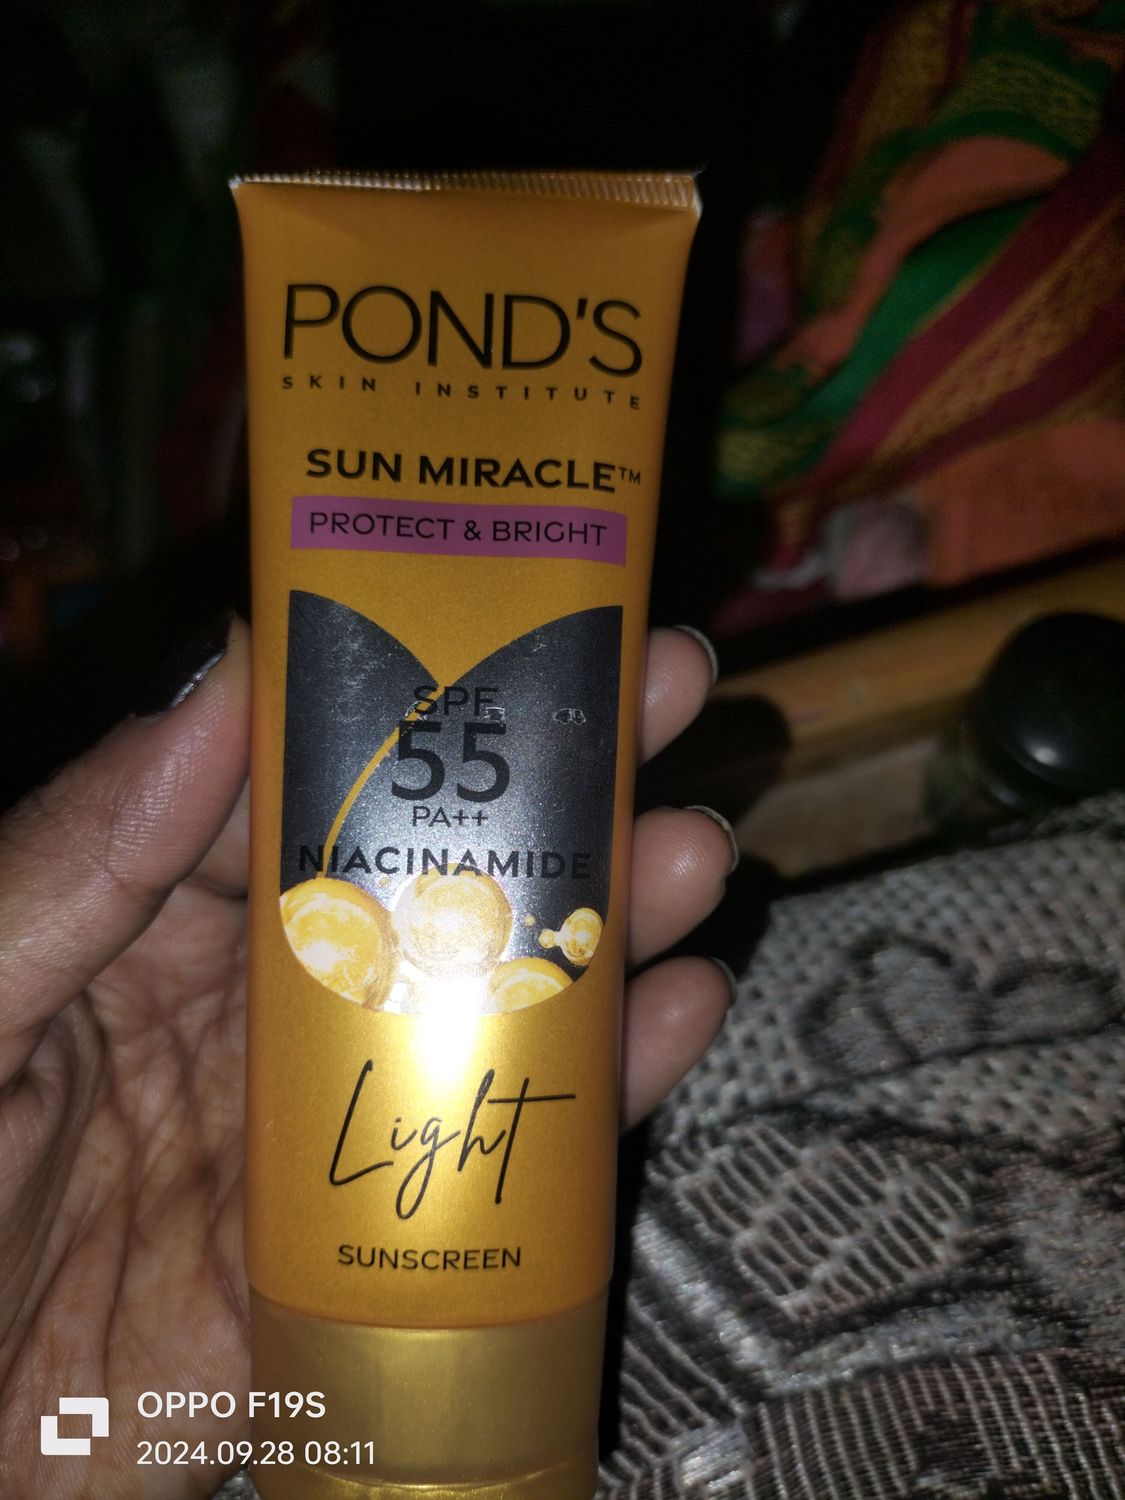 POND'S
SKIN INSTITUTE
SUN MIRACLE™
PROTECT & BRIGHT
SPF
55
PA++
NIACINAMIDE
Light
SUNSCREEN
OPPO F19S
2024.09.28 08:11